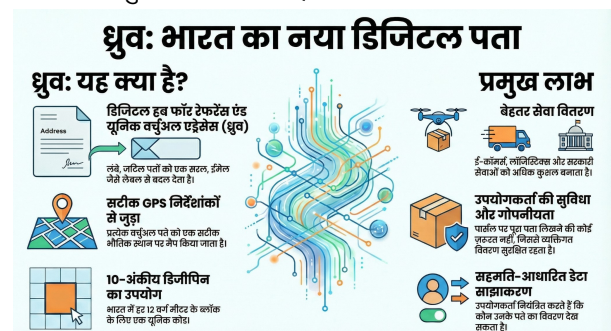 ध्रुव: भारत का नया डिजिटल पता
ध्रुव: यह क्या है?
Address
डिजिटल हब फॉर रेफरेंस एंड
यूनिक वर्चुअल एड्रेसेस (ध्रुव)
लंबे, जटिल पतों को एक सरल, ईमेल
जैसे लेबल से बदल देता है।
सटीक GPS निर्देशांकों
से जुड़ा
प्रत्येक वर्चुअल पते को एक सटीक
भौतिक स्थान पर मैप किया जाता है।
10-अंकीय डिजीपिन
का उपयोग
भारत में हर 12 वर्ग मीटर के ब्लॉक
के लिए एक यूनिक कोड।
प्रमुख लाभ
बेहतर सेवा वितरण
ई-कॉमर्स, लॉजिस्टिक्स और सरकारी
सेवाओं को अधिक कुशल बनाता है।
उपयोगकर्ता की सुविधा
और गोपनीयता
पार्सल पर पूरा पता लिखने की कोई
ज़रूरत नहीं, जिससे व्यक्तिगत
विवरण सुरक्षित रहता है।
सहमति-आधारित डेटा
साझाकरण
उपयोगकर्ता नियंत्रित करते हैं कि
कौन उनके पते का विवरण देख
सकता है।